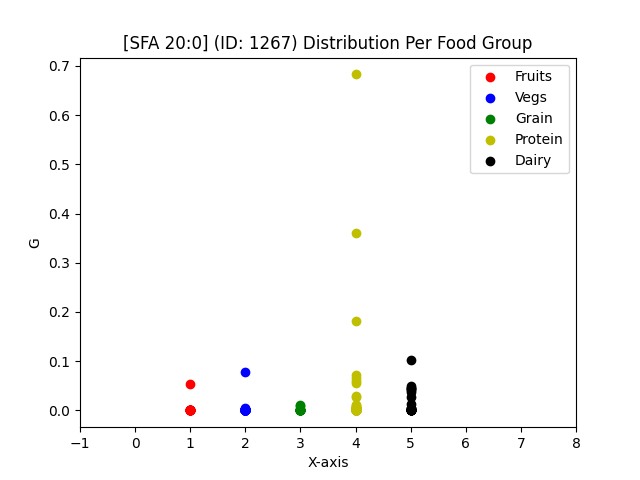 [SFA 20:0] (ID: 1267) Distribution Per Food Group
0.7
0.6
0.5
0.4
0.3
0.2
0.1
0.0
G
Fruits
Vegs
Grain
Protein
Dairy
−1 0 1 2 3 4 5 6 7 8
X-axis